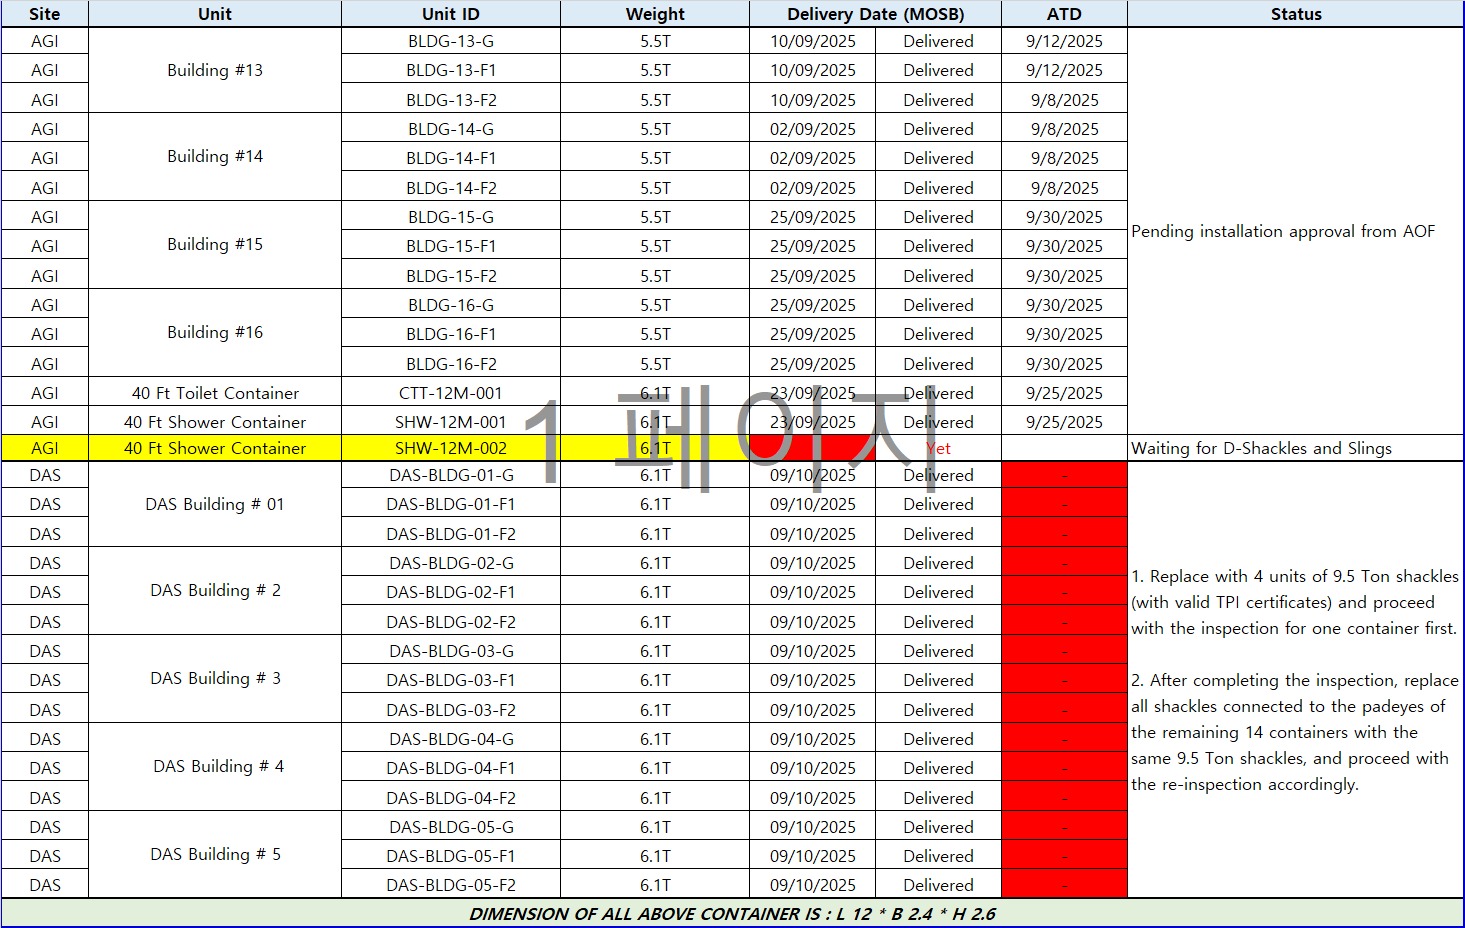 Site Unit Unit ID Weight Delivery Date (MOSB) ATD Status
AGI Building #13 BLDG-13-G 5.5T 10/09/2025 Delivered 9/12/2025 Pending installation approval from AOF
AGI BLDG-13-F1 5.5T 10/09/2025 Delivered 9/12/2025
AGI BLDG-13-F2 5.5T 10/09/2025 Delivered 9/8/2025
AGI Building #14 BLDG-14-G 5.5T 02/09/2025 Delivered 9/8/2025
AGI BLDG-14-F1 5.5T 02/09/2025 Delivered 9/8/2025
AGI BLDG-14-F2 5.5T 02/09/2025 Delivered 9/8/2025
AGI Building #15 BLDG-15-G 5.5T 25/09/2025 Delivered 9/30/2025
AGI BLDG-15-F1 5.5T 25/09/2025 Delivered 9/30/2025
AGI BLDG-15-F2 5.5T 25/09/2025 Delivered 9/30/2025
AGI Building #16 BLDG-16-G 5.5T 25/09/2025 Delivered 9/30/2025
AGI BLDG-16-F1 5.5T 25/09/2025 Delivered 9/30/2025
AGI BLDG-16-F2 5.5T 25/09/2025 Delivered 9/30/2025
AGI 40 Ft Toilet Container CTT-12M-001 6.1T 23/09/2025 Delivered 9/25/2025
AGI 40 Ft Shower Container SHW-12M-001 6.1T 23/09/2025 Delivered 9/25/2025
1 페이지
AGI 40 Ft Shower Container SHW-12M-002 6.1T Yet Waiting for D-Shackles and Slings
DAS DAS Building # 01 DAS-BLDG-01-G 6.1T 09/10/2025 Delivered -
DAS DAS-BLDG-01-F1 6.1T 09/10/2025 Delivered -
DAS DAS-BLDG-01-F2 6.1T 09/10/2025 Delivered -
DAS DAS Building # 2 DAS-BLDG-02-G 6.1T 09/10/2025 Delivered -
DAS DAS-BLDG-02-F1 6.1T 09/10/2025 Delivered -
DAS DAS-BLDG-02-F2 6.1T 09/10/2025 Delivered -
DAS DAS Building # 3 DAS-BLDG-03-G 6.1T 09/10/2025 Delivered -
DAS DAS-BLDG-03-F1 6.1T 09/10/2025 Delivered -
DAS DAS-BLDG-03-F2 6.1T 09/10/2025 Delivered -
DAS DAS Building # 4 DAS-BLDG-04-G 6.1T 09/10/2025 Delivered -
DAS DAS-BLDG-04-F1 6.1T 09/10/2025 Delivered -
DAS DAS-BLDG-04-F2 6.1T 09/10/2025 Delivered -
DAS DAS Building # 5 DAS-BLDG-05-G 6.1T 09/10/2025 Delivered -
DAS DAS-BLDG-05-F1 6.1T 09/10/2025 Delivered -
DAS DAS-BLDG-05-F2 6.1T 09/10/2025 Delivered -
1. Replace with 4 units of 9.5 Ton shackles
(with valid TPI certificates) and proceed
with the inspection for one container first.
2. After completing the inspection, replace
all shackles connected to the padeyes of
the remaining 14 containers with the
same 9.5 Ton shackles, and proceed with
the re-inspection accordingly.
DIMENSION OF ALL ABOVE CONTAINER IS : L 12 * B 2.4 * H 2.6